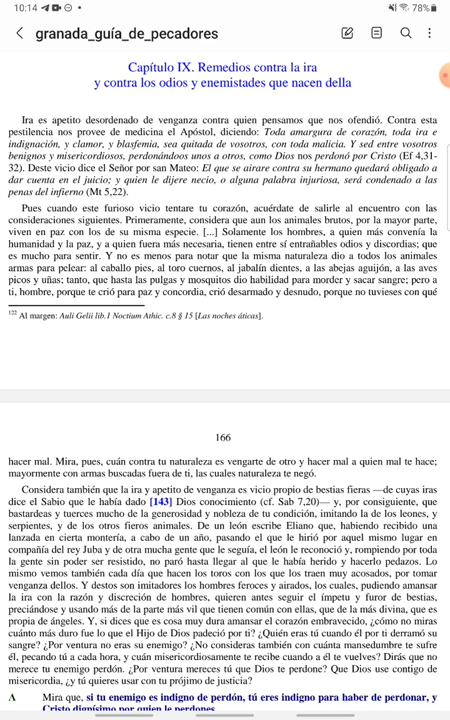 10:14
78%
granada_guía_de_pecadores
Capítulo IX. Remedios contra la ira
y contra los odios y enemistades que nacen della
Ira es apetito desordenado de venganza contra quien pensamos que nos ofendió. Contra esta
pestilencia nos provee de medicina el Apóstol, diciendo: Toda amargura de corazón, toda ira e
indignación, y clamor, y blasfemia, sea quitada de vosotros, con toda malicia. Y sed entre vosotros
benignos y misericordiosos, perdonándoos unos a otros, como Dios nos perdonó por Cristo (Ef 4,31-
32). Deste vicio dice el Señor por san Mateo: El que se airare contra su hermano quedará obligado a
dar cuenta en el juicio; y quien le dijere necio, o alguna palabra injuriosa, será condenado a las
penas del infierno (Mt 5,22).
Pues cuando este furioso vicio tentare tu corazón, acuérdate de salirle al encuentro con las
consideraciones siguientes. Primeramente, considera que aun los animales brutos, por la mayor parte,
viven en paz con los de su misma especie. [...] Solamente los hombres, a quien más convenía la
humanidad y la paz, y a quien fuera más necesaria, tienen entre sí entrañables odios y discordias; que
es mucho para sentir. Y no es menos para notar que la misma naturaleza dio a todos los animales
armas para pelear: al caballo pies, al toro cuernos, al jabalín dientes, a las abejas aguijón, a las aves
picos y uñas; tanto, que hasta las pulgas y mosquitos dio habilidad para morder y sacar sangre; pero a
ti, hombre, porque te crió para paz y concordia, crió desarmado y desnudo, porque no tuvieses con qué
122 Al margen: Auli Gelii lib.1 Noctium Athic. c.8 § 15 [Las noches áticas].
166
hacer mal. Mira, pues, cuán contra tu naturaleza es vengarte de otro y hacer mal a quien mal te hace;
mayormente con armas buscadas fuera de ti, las cuales naturaleza te negó.
Considera también que la ira y apetito de venganza es vicio propio de bestias fieras —de cuyas iras
dice el Sabio que le había dado [143] Dios conocimiento (cf. Sab 7,20)— y, por consiguiente, que
bastardeas y tuerces mucho de la generosidad y nobleza de tu condición, imitando la de los leones, y
serpientes, y de los otros fieros animales. De un león escribe Eliano que, habiendo recibido una
lanzada en cierta montería, a cabo de un año, pasando el que le hirió por aquel mismo lugar en
compañía del rey Juba y de otra mucha gente que le seguía, el león le reconoció y, rompiendo por toda
la gente sin poder ser resistido, no paró hasta llegar al que le había herido y hacerlo pedazos. Lo
mismo vemos también cada día que hacen los toros con los que los traen muy acosados, por tomar
venganza dellos. Y destos son imitadores los hombres feroces y airados, los cuales, pudiendo amansar
la ira con la razón y discreción de hombres, quieren antes seguir el ímpetu y furor de bestias,
preciándose y usando más de la parte más vil que tienen común con ellas, que de la más divina, que es
propia de ángeles. Y, si dices que es cosa muy dura amansar el corazón embravecido, ¿cómo no miras
cuánto más duro fue lo que el Hijo de Dios padeció por ti? ¿Quién eras tú cuando él por ti derramó su
sangre? ¿Por ventura no eras su enemigo? ¿No consideras también con cuánta mansedumbre te sufre
él, pecando tú a cada hora, y cuán misericordiosamente te recibe cuando a él te vuelves? Dirás que no
merece tu enemigo perdón. ¿Por ventura mereces tú que Dios te perdone? Que Dios use contigo de
misericordia, ¿y tú quieres usar con tu prójimo de justicia?
A Mira que, si tu enemigo es indigno de perdón, tú eres indigno para haber de perdonar, y
Cristo dignísimo por quien le perdones